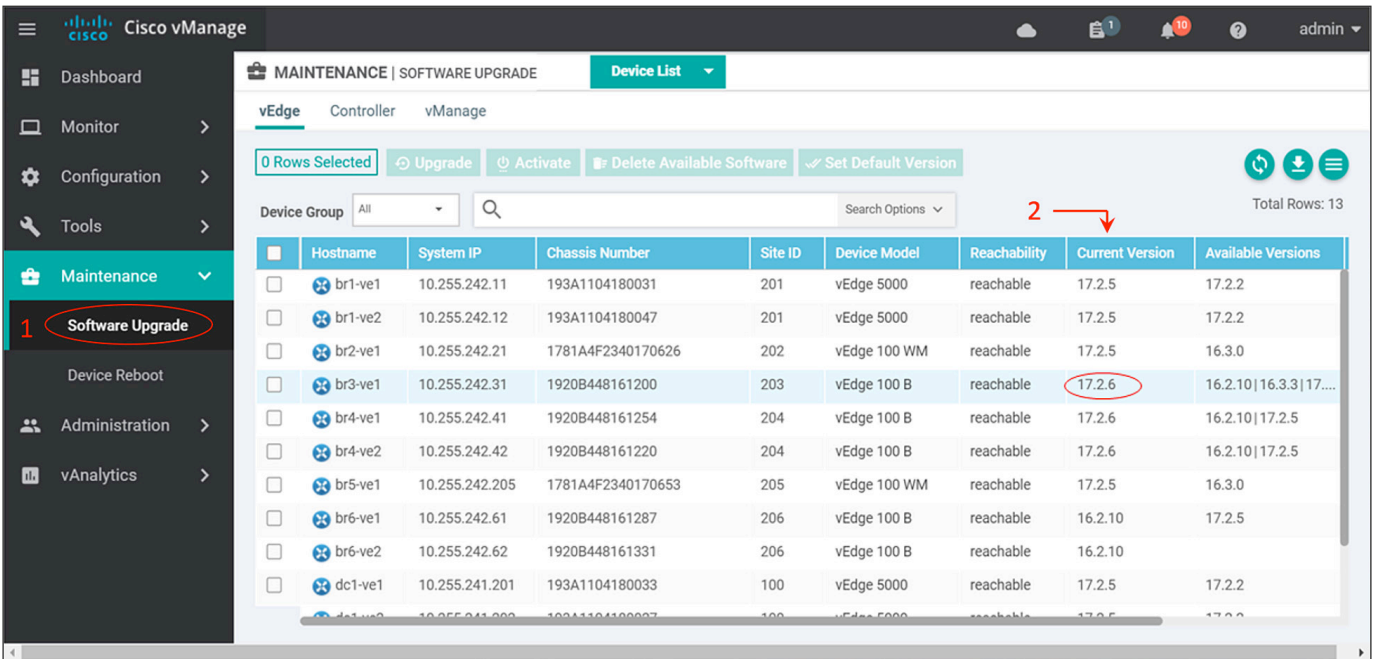 cisco Cisco vManage 1 10 admin
Dashboard
Monitor
Configuration
Tools
Maintenance
1 Software Upgrade
Device Reboot
Administration
vAnalytics
MAINTENANCE | SOFTWARE UPGRADE Device List
vEdge Controller vManage
0 Rows Selected Upgrade Activate Delete Available Software Set Default Version
Device Group All Search Options 2 Total Rows: 13
Hostname System IP Chassis Number Site ID Device Model Reachability Current Version Available Versions
br1-ve1 10.255.242.11 193A1104180031 201 vEdge 5000 reachable 17.2.5 17.2.2
br1-ve2 10.255.242.12 193A1104180047 201 vEdge 5000 reachable 17.2.5 17.2.2
br2-ve1 10.255.242.21 1781A4F2340170626 202 vEdge 100 WM reachable 17.2.5 16.3.0
br3-ve1 10.255.242.31 1920B448161200 203 vEdge 100 B reachable 17.2.6 16.2.10|16.3.3|17....
br4-ve1 10.255.242.41 1920B448161254 204 vEdge 100 B reachable 17.2.6 16.2.10|17.2.5
br4-ve2 10.255.242.42 1920B448161220 204 vEdge 100 B reachable 17.2.6 16.2.10|17.2.5
br5-ve1 10.255.242.205 1781A4F2340170653 205 vEdge 100 WM reachable 17.2.5 16.3.0
br6-ve1 10.255.242.61 1920B448161287 206 vEdge 100 B reachable 16.2.10 17.2.5
br6-ve2 10.255.242.62 1920B448161331 206 vEdge 100 B reachable 16.2.10
dc1-ve1 10.255.241.201 193A1104180033 100 vEdge 5000 reachable 17.2.5 17.2.2